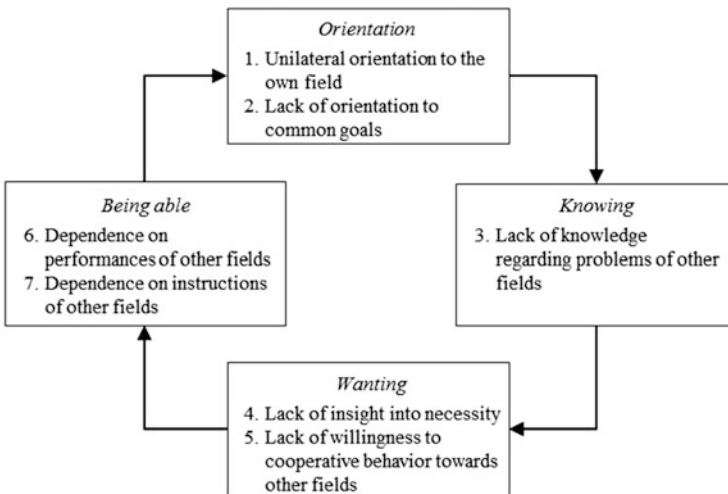 Orientation
1. Unilateral orientation to the
own field
2. Lack of orientation to
common goals
Being able
6. Dependence on
performances of other fields
7. Dependence on instructions
of other fields
Knowing
3. Lack of knowledge
regarding problems of other
fields
Wanting
4. Lack of insight into necessity
5. Lack of willingness to
cooperative behavior towards
other fields